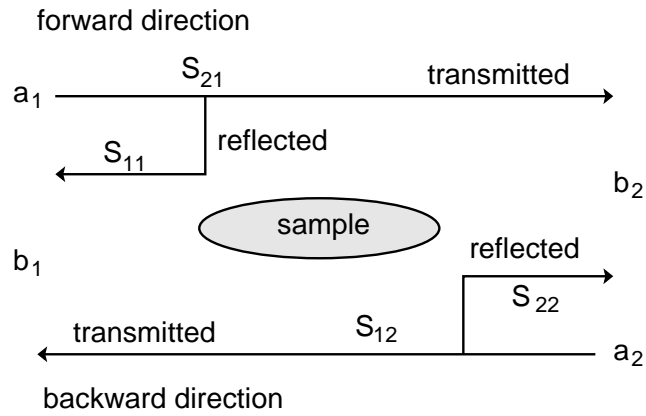 forward direction
S21
transmitted
a1
reflected
S11
b2
sample
b1
reflected
S22
transmitted
S12
a2
backward direction